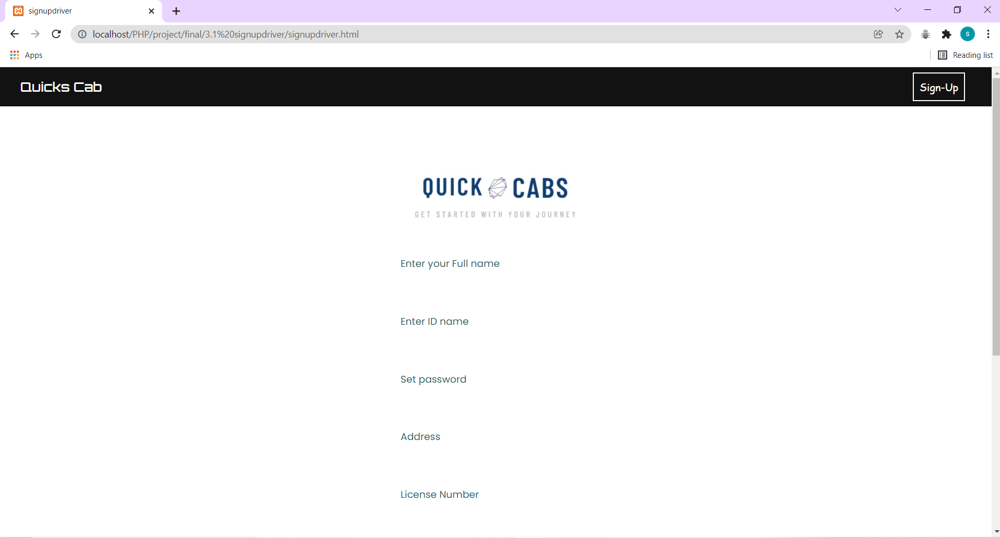 signupdriver
localhost/PHP/project/final/3.1%20signupdriver/signupdriver.html
S
Apps
Reading list
Quicks Cab
Sign-Up
QUICK CABS
GET STARTED WITH YOUR JOURNEY
Enter your Full name
Enter ID name
Set password
Address
License Number